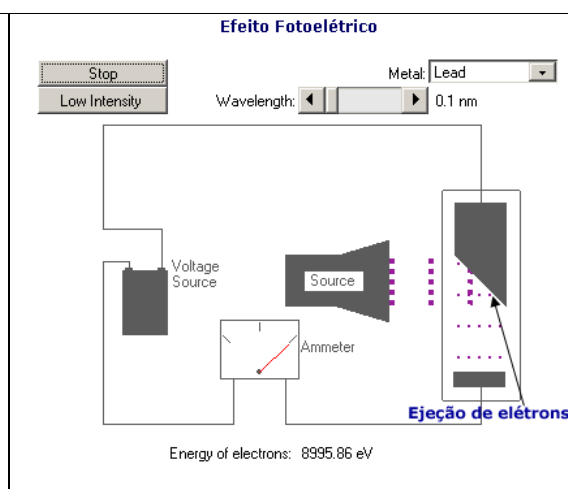 Efeito Fotoelétrico
Stop
Metal: Lead
Low Intensity
Wavelength: 0.1 nm
Voltage
Source
Source
Ammeter
Ejeção de elétrons
Energy of electrons: 8995.86 eV